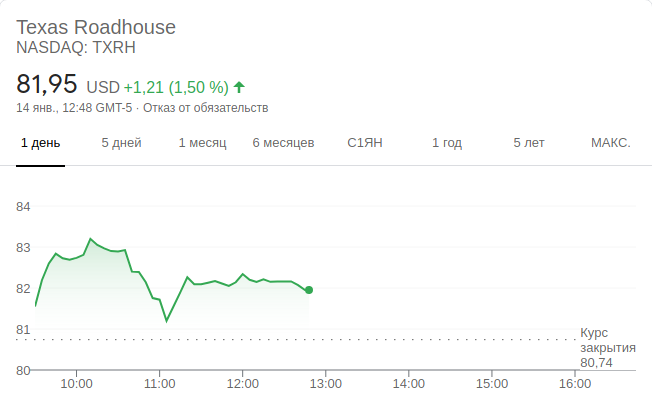 Texas Roadhouse
NASDAQ: TXRH
81,95 USD +1,21 (1,50 %)
14 янв., 12:48 GMT-5 · Отказ от обязательств
1 день 5 дней 1 месяц 6 месяцев С1ЯН 1 год 5 лет МАКС.
84
83
82
81
Курс
закрытия
80,74
80
10:00 11:00 12:00 13:00 14:00 15:00 16:00